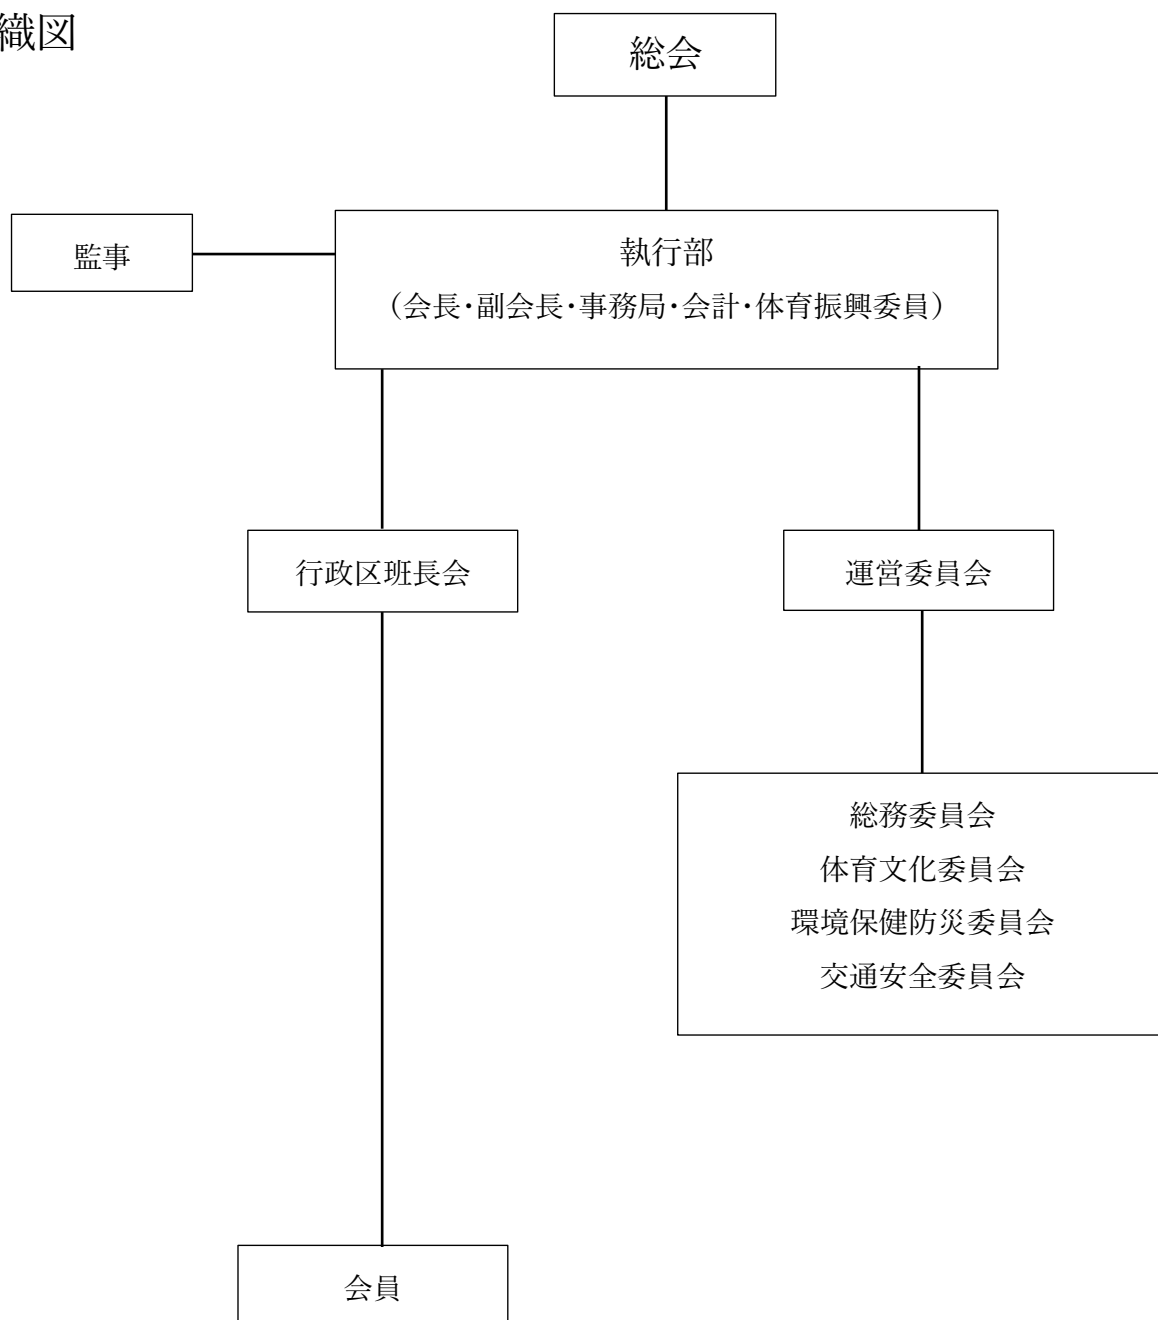 織図
総会
監事
執行部
（会長・副会長・事務局・会計・体育振興委員）
行政区班長会
運営委員会
総務委員会
体育文化委員会
環境保健防災委員会
交通安全委員会
会員